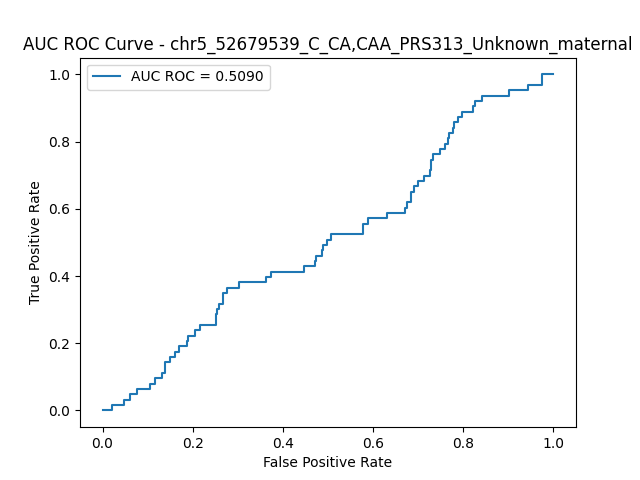 AUC ROC Curve - chr5_52679539_C_CA,CAA_PRS313_Unknown_maternal
AUC ROC = 0.5090
1.0
0.8
0.6
0.4
0.2
0.0
True Positive Rate
0.0 0.2 0.4 0.6 0.8 1.0
False Positive Rate